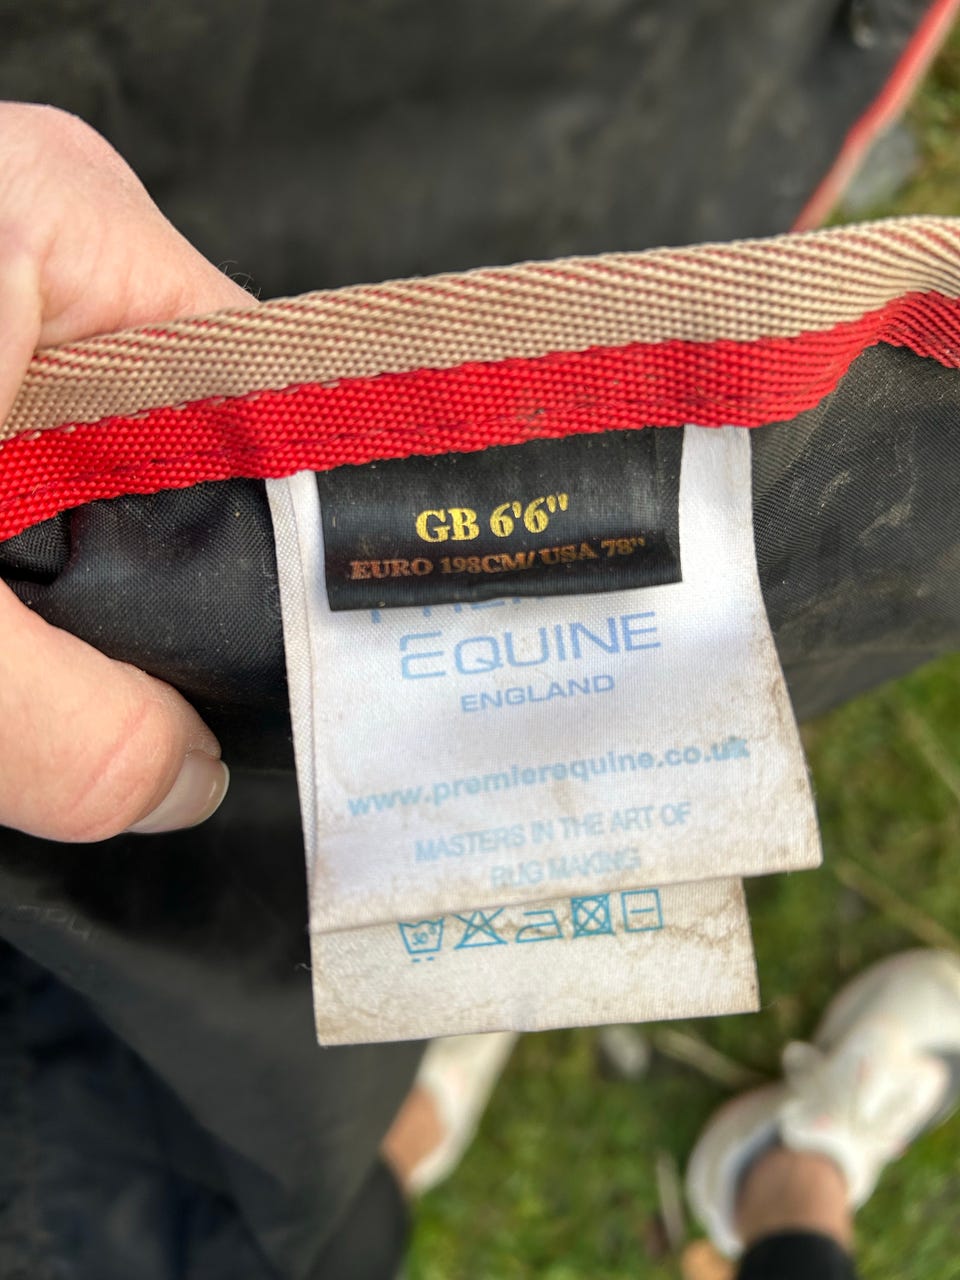 GB 6'6"
EURO 198CM/ USA 78"
EQUINE
ENGLAND
www.premierequine.co.uk
MASTERS IN THE ART OF
RUG MAKING
30°